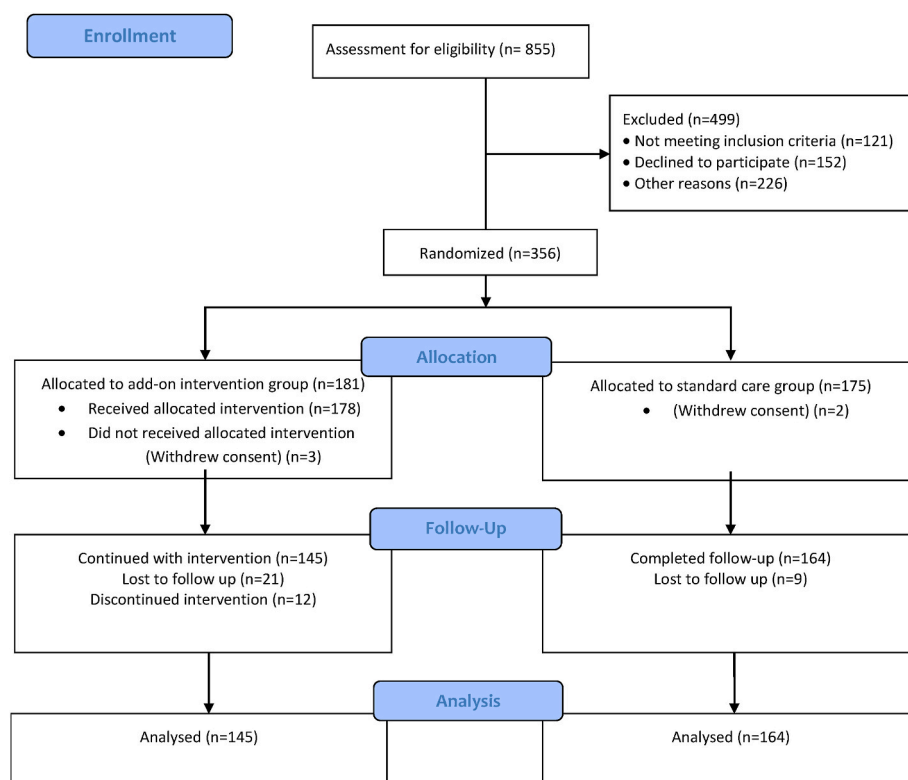 Enrollment
Assessment for eligibility (n= 855)
Excluded (n=499)
• Not meeting inclusion criteria (n=121)
• Declined to participate (n=152)
• Other reasons (n=226)
Randomized (n=356)
Allocation
Allocated to add-on intervention group (n=181)
• Received allocated intervention (n=178)
• Did not received allocated intervention
(Withdrew consent) (n=3)
Allocated to standard care group (n=175)
• (Withdrew consent) (n=2)
Follow-Up
Continued with intervention (n=145)
Lost to follow up (n=21)
Discontinued intervention (n=12)
Completed follow-up (n=164)
Lost to follow up (n=9)
Analysis
Analysed (n=145)
Analysed (n=164)